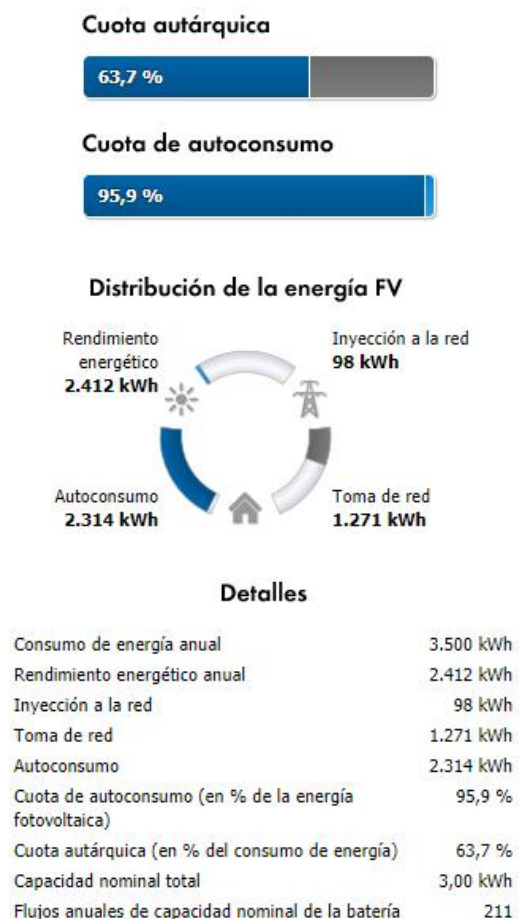 Cuota autárquica
63,7 %
Cuota de autoconsumo
95,9 %
Distribución de la energía FV
Rendimiento
energético
2.412 kWh
Inyección a la red
98 kWh
Autoconsumo
2.314 kWh
Toma de red
1.271 kWh
Detalles
Consumo de energía anual 3.500 kWh
Rendimiento energético anual 2.412 kWh
Inyección a la red 98 kWh
Toma de red 1.271 kWh
Autoconsumo 2.314 kWh
Cuota de autoconsumo (en % de la energía 95,9 %
fotovoltaica)
Cuota autárquica (en % del consumo de energía) 63,7 %
Capacidad nominal total 3,00 kWh
Flujos anuales de capacidad nominal de la batería 211